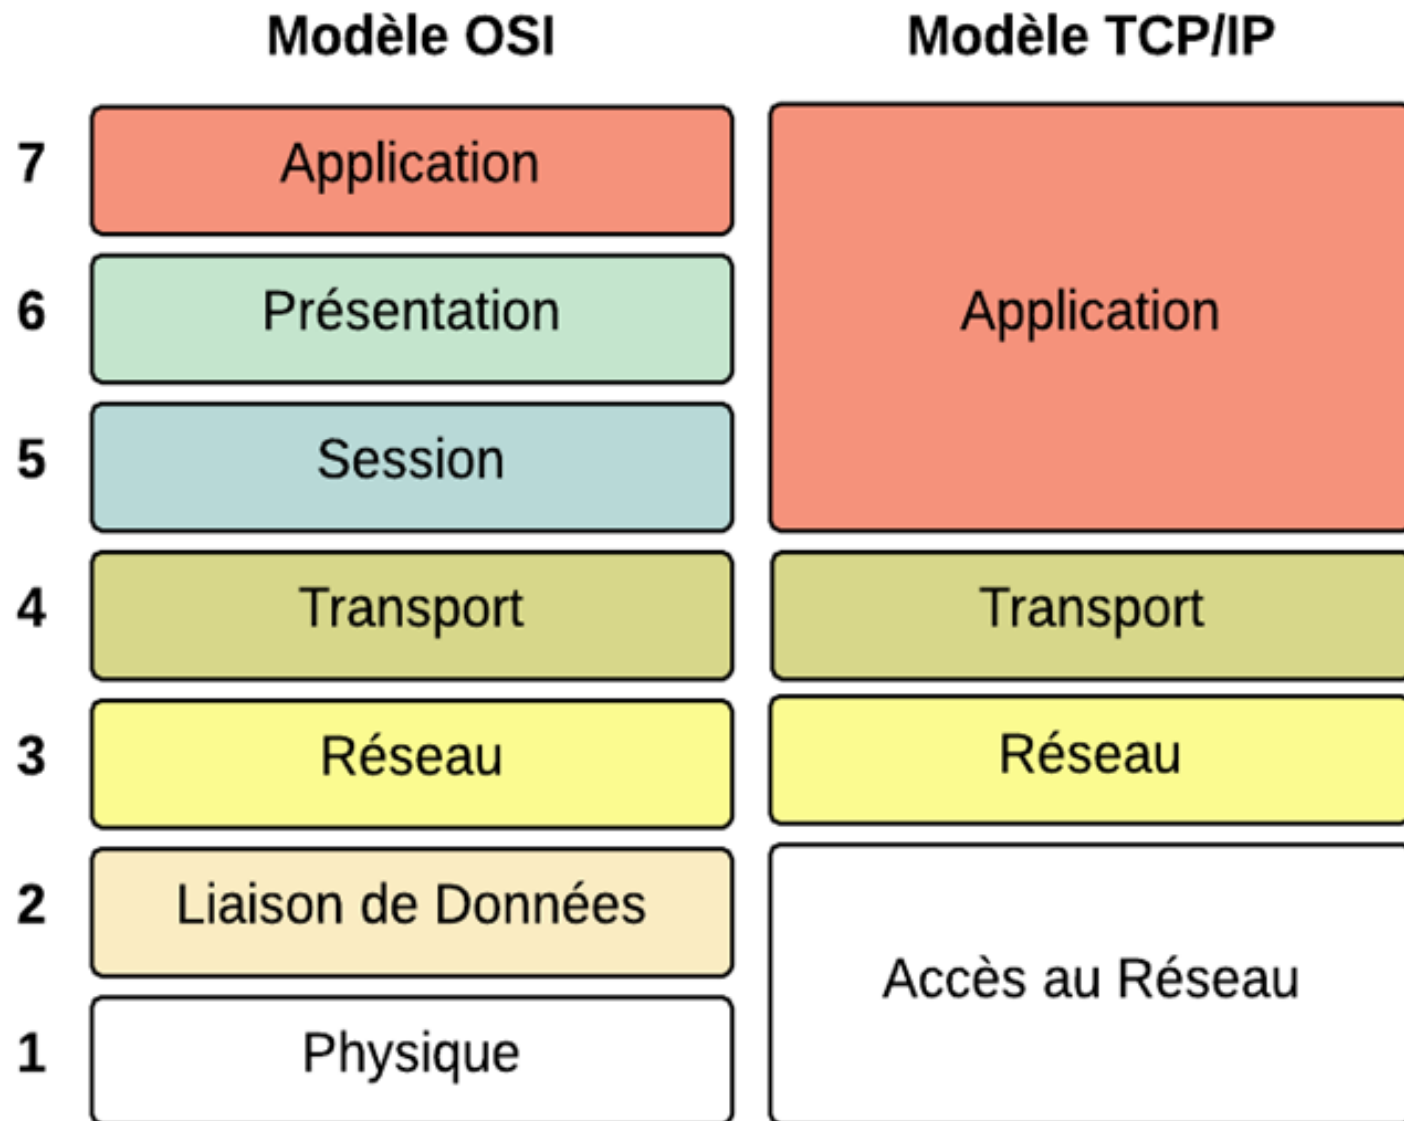 Modèle OSI
Modèle TCP/IP
7
Application
6
Présentation
Application
5
Session
4
Transport
Transport
3
Réseau
Réseau
2
Liaison de Données
Accès au Réseau
1
Physique